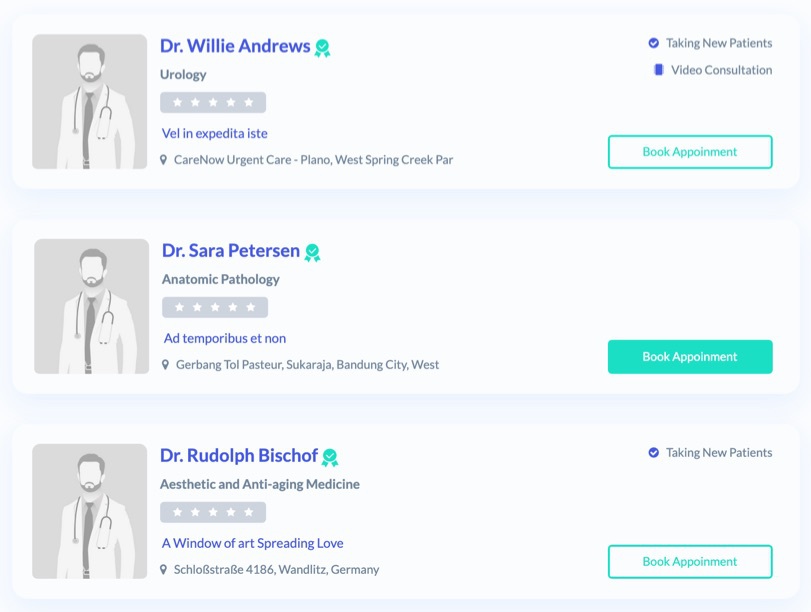 Dr. Willie Andrews
Taking New Patients
Urology
Video Consultation
Vel in expedita iste
CareNow Urgent Care - Plano, West Spring Creek Par
Book Appoinment
Dr. Sara Petersen
Anatomic Pathology
Ad temporibus et non
Gerbang Tol Pasteur, Sukaraja, Bandung City, West
Book Appoinment
Dr. Rudolph Bischof
Taking New Patients
Aesthetic and Anti-aging Medicine
A Window of art Spreading Love
Schloßstraße 4186, Wandlitz, Germany
Book Appoinment